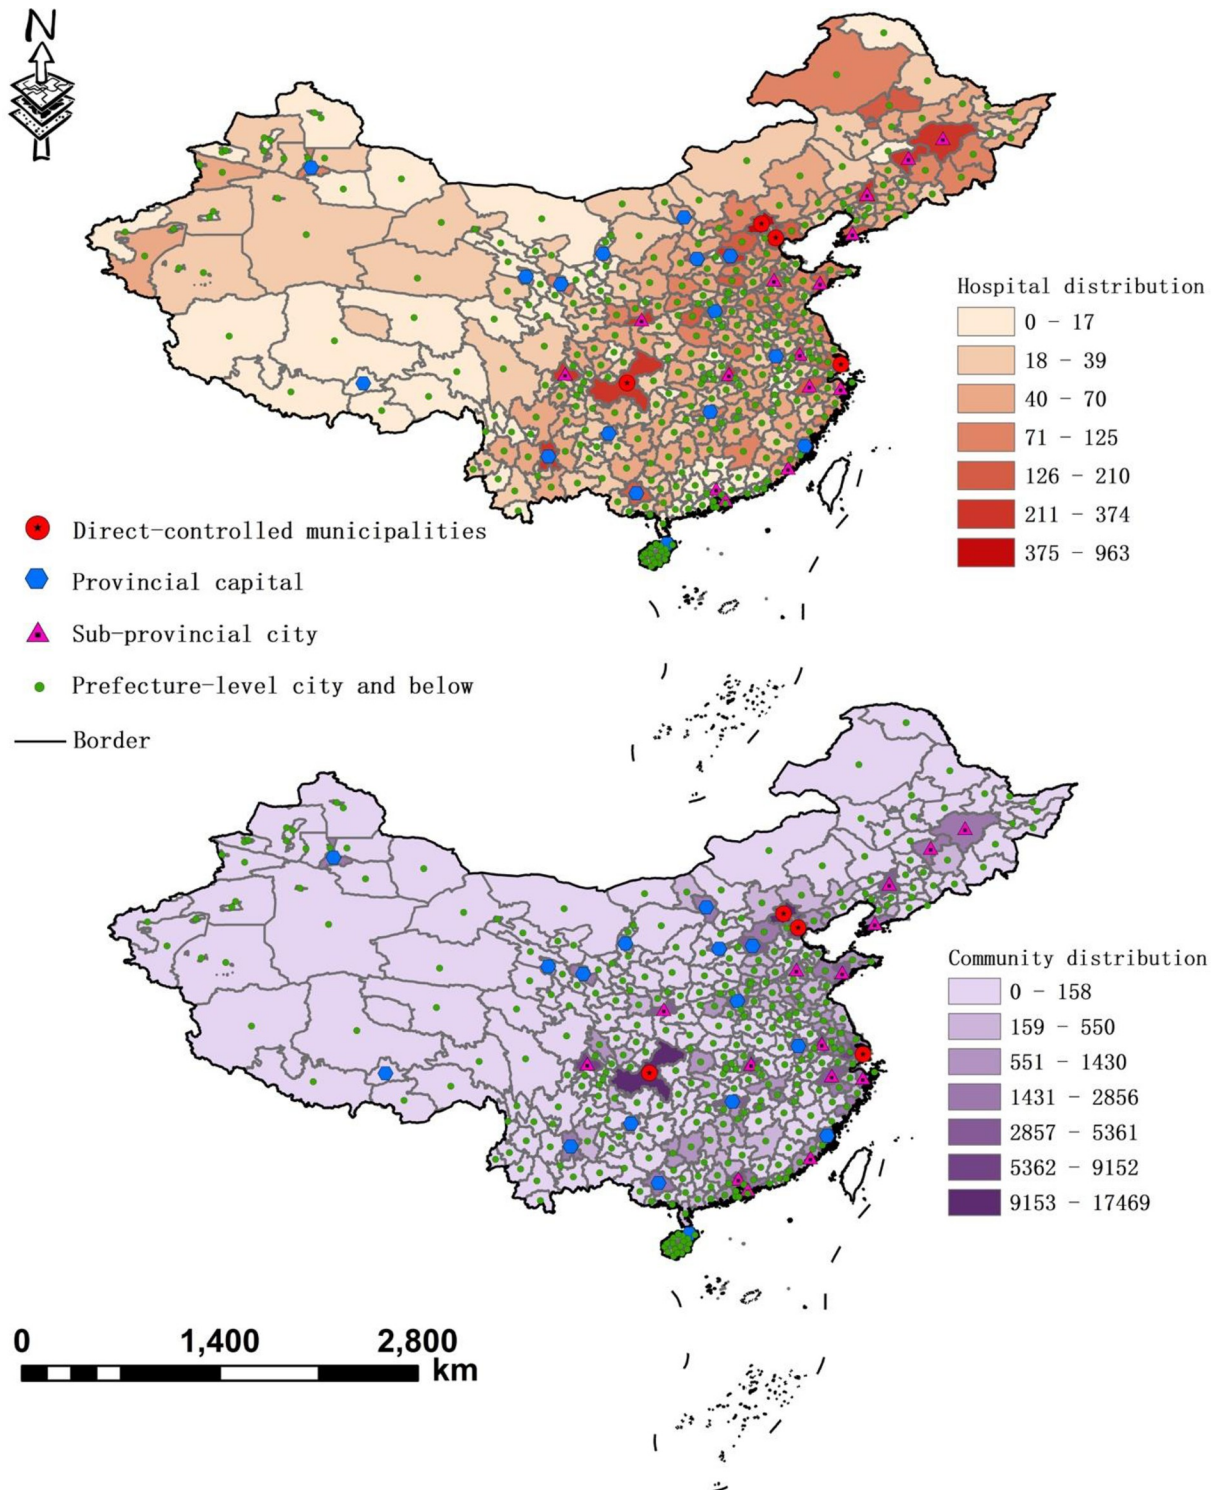 N
Hospital distribution
0 - 17
18 - 39
40 - 70
71 - 125
126 - 210
211 - 374
375 - 963
Direct-controlled municipalities
Provincial capital
Sub-provincial city
Prefecture-level city and below
Border
Community distribution
0 - 158
159 - 550
551 - 1430
1431 - 2856
2857 - 5361
5362 - 9152
9153 - 17469
0 1,400 2,800
km